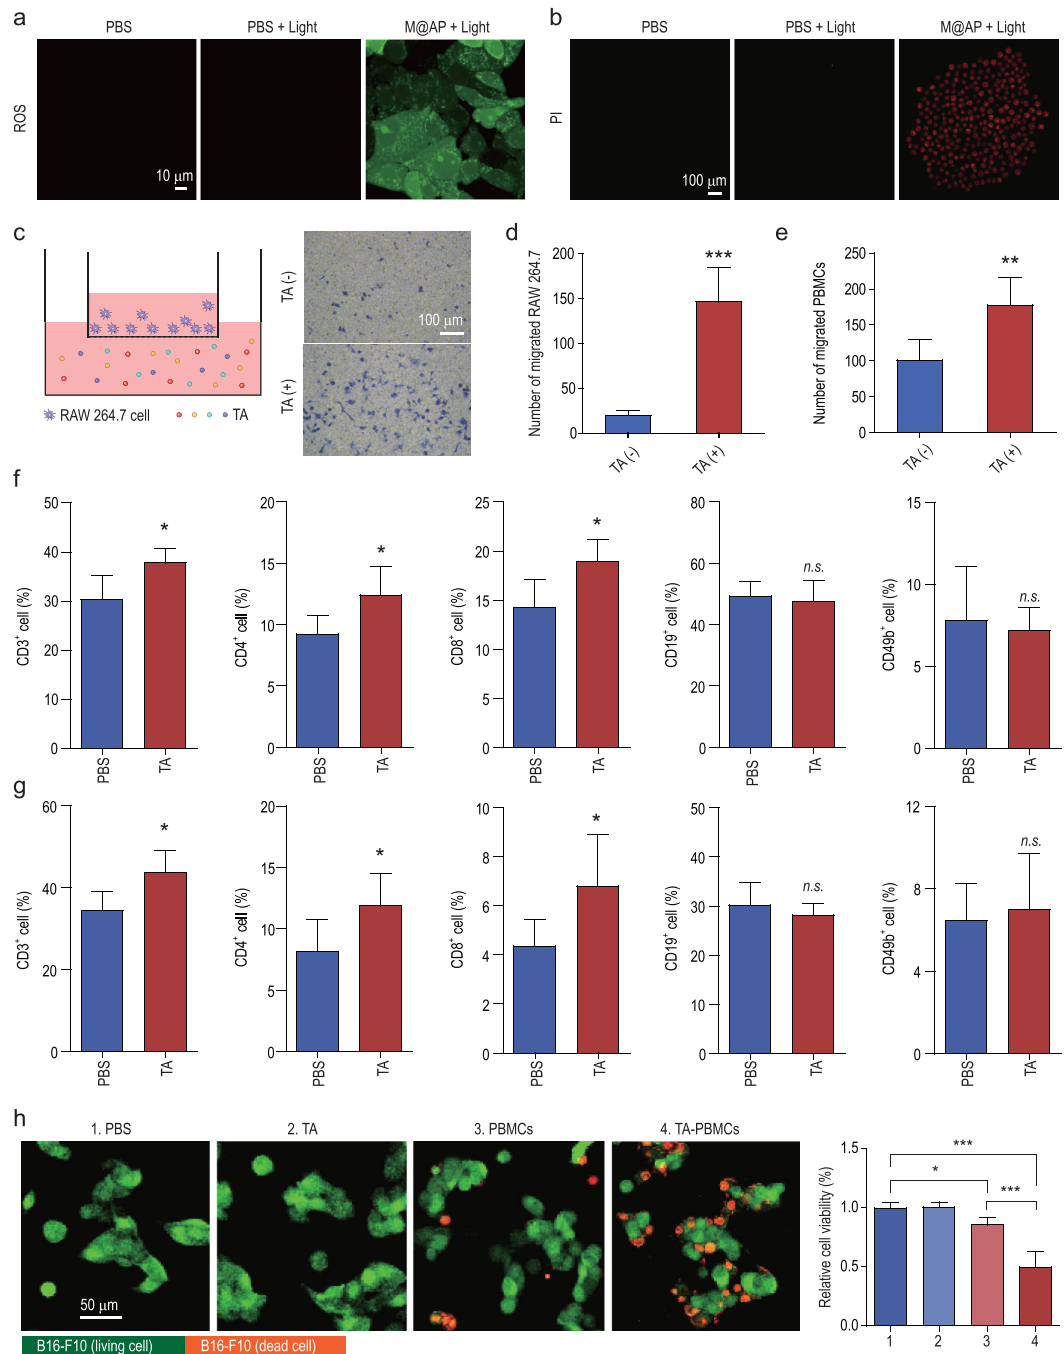 a
PBS
PBS + Light
M@AP + Light
ROS
10 µm
b
PBS
PBS + Light
M@AP + Light
PI
100 µm
c
RAW 264.7 cell
TA
TA (-)
100 µm
TA (+)
d
Number of migrated RAW 264.7
200
150
100
50
0
***
TA (-)
TA (+)
e
Number of migrated PBMCs
250
200
150
100
50
0
**
TA (-)
TA (+)
f
CD3+ cell (%)
50
40
30
20
10
0
*
PBS
TA
CD4+ cell (%)
20
15
10
5
0
*
PBS
TA
CD8+ cell (%)
25
20
15
10
5
0
*
PBS
TA
CD19+ cell (%)
80
60
40
20
0
n.s.
PBS
TA
CD49b+ cell (%)
15
10
5
0
n.s.
PBS
TA
g
CD3+ cell (%)
60
40
20
0
*
PBS
TA
CD4+ cell (%)
20
15
10
5
0
*
PBS
TA
CD8+ cell (%)
10
8
6
4
2
0
*
PBS
TA
CD19+ cell (%)
50
40
30
20
10
0
n.s.
PBS
TA
CD49b+ cell (%)
12
8
4
0
n.s.
PBS
TA
h
1. PBS
2. TA
3. PBMCs
4. TA-PBMCs
50 µm
B16-F10 (living cell)
B16-F10 (dead cell)
Relative cell viability (%)
1.5
1.0
0.5
0.0
***
*
***
1
2
3
4